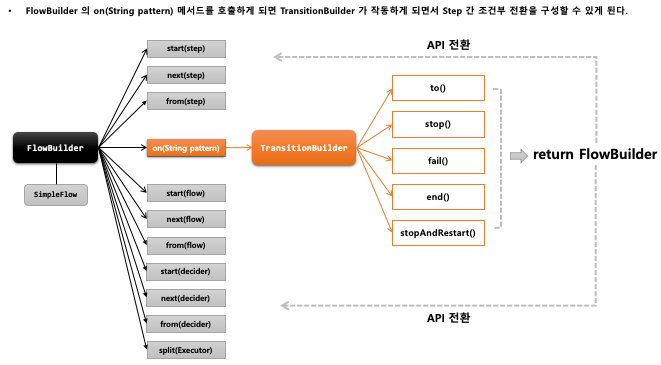 • FlowBuilder 의 on(String pattern) 메서드를 호출하게 되면 TransitionBuilder 가 작동하게 되면서 Step 간 조건부 전환을 구성할 수 있게 된다.
API 전환
start(step)
next(step)
from(step)
FlowBuilder
SimpleFlow
on(String pattern)
TransitionBuilder
to()
stop()
fail()
end()
stopAndRestart()
return FlowBuilder
start(flow)
next(flow)
from(flow)
start(decider)
next(decider)
from(decider)
split(Executor)
API 전환